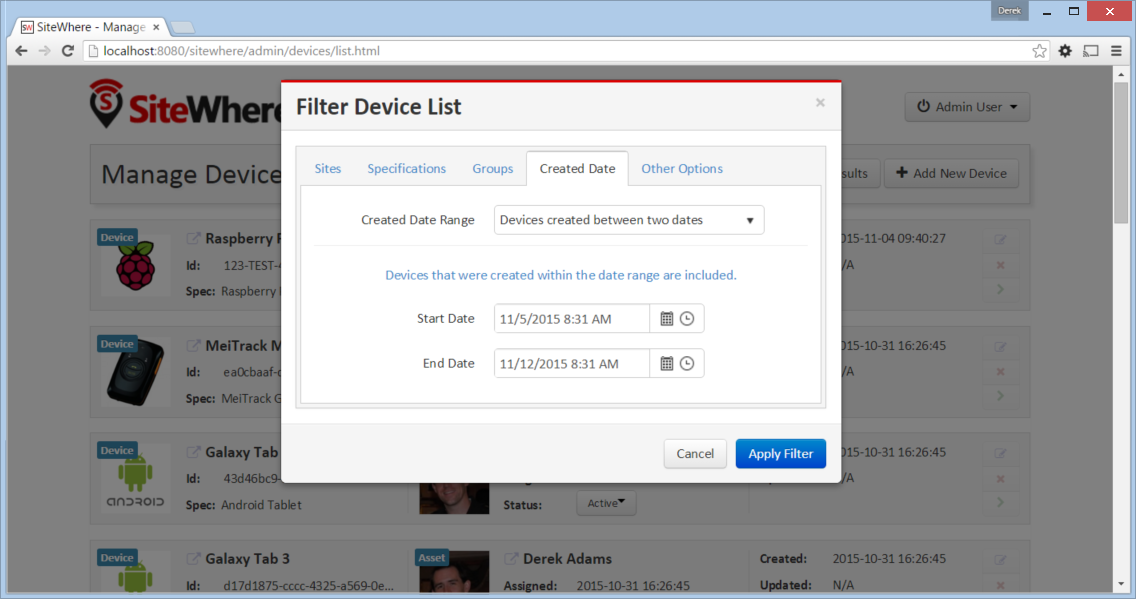 Derek
SW SiteWhere - Manage
localhost:8080/sitewhere/admin/devices/list.html
S SiteWhere
Admin User
Manage Device
Add New Device
Filter Device List
Sites Specifications Groups Created Date Other Options
Created Date Range Devices created between two dates
Devices that were created within the date range are included.
Start Date 11/5/2015 8:31 AM
End Date 11/12/2015 8:31 AM
Cancel Apply Filter
Device Raspberry 015-11-04 09:40:27
Id: 123-TEST- /A
Spec: Raspberry
Device MeiTrack 015-10-31 16:26:45
Id: ea0cbaaf- /A
Spec: MeiTrack
Device Galaxy Tab 015-10-31 16:26:45
Id: 43d46bc9- /A
android
Spec: Android Tablet Status: Active
Device Galaxy Tab 3 Asset Derek Adams Created: 2015-10-31 16:26:45
Id: d17d1875-cccc-4325-a569-0e... Assigned: 2015-10-31 16:26:45 Updated: N/A